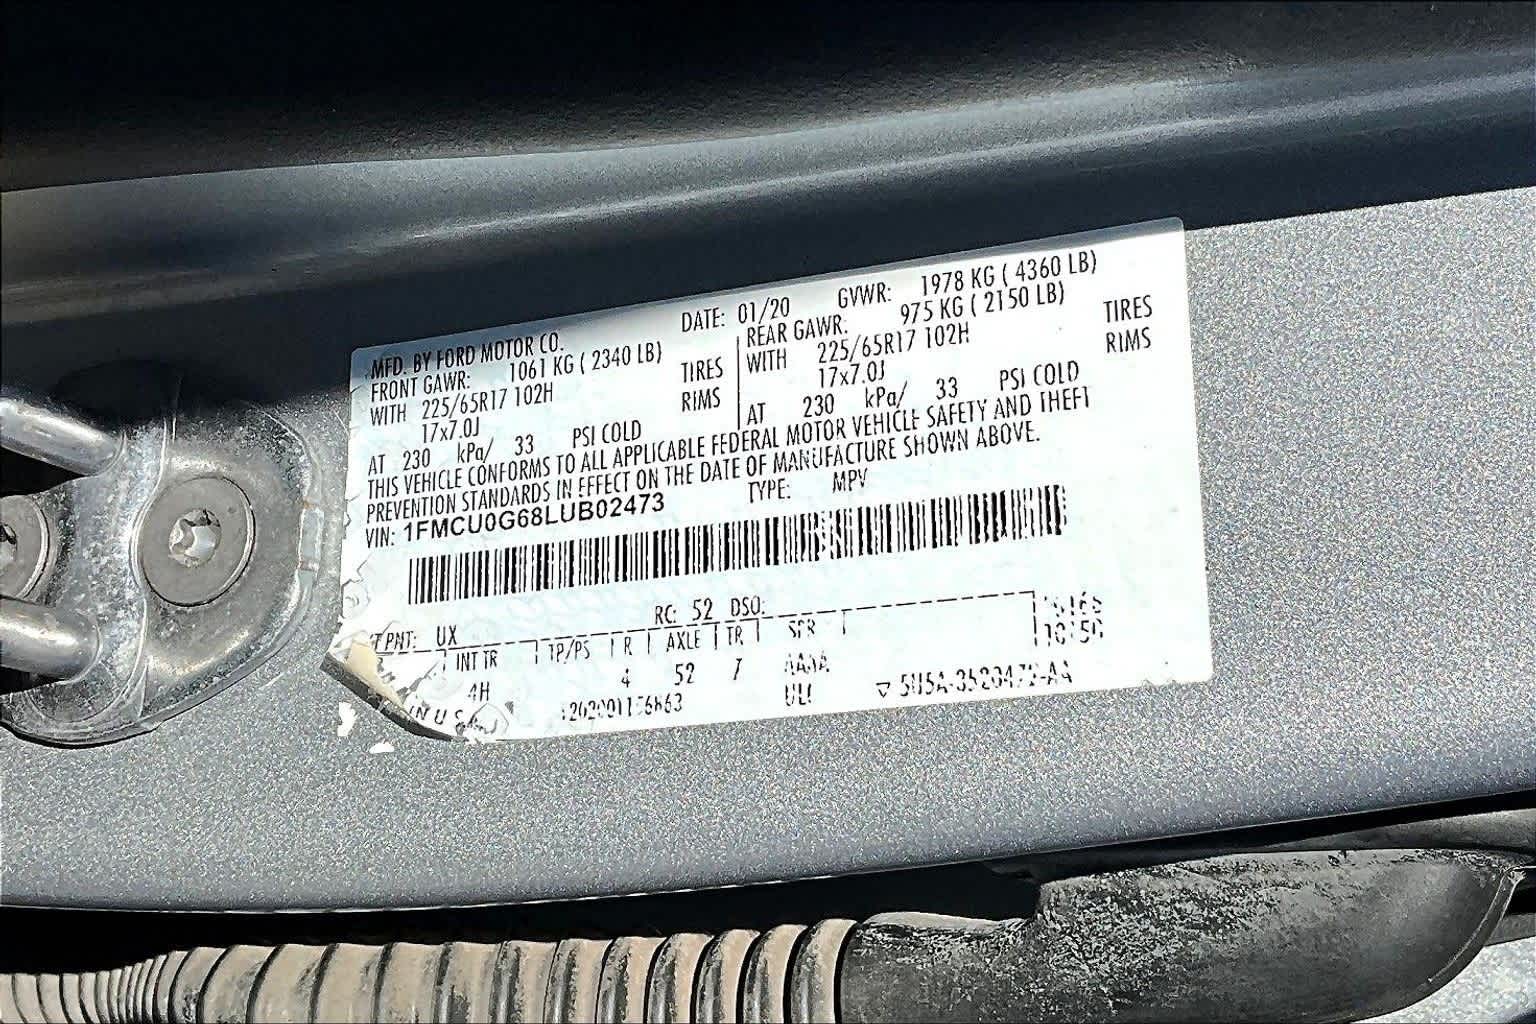 MFD. BY FORD MOTOR CO. DATE: 01/20 GVWR: 1978 KG ( 4360 LB)
FRONT GAWR: 1061 KG ( 2340 LB) REAR GAWR: 975 KG ( 2150 LB)
WITH 225/65R17 102H TIRES WITH 225/65R17 102H TIRES
17x7.0J RIMS 17x7.0J RIMS
AT 230 kPa/ 33 PSI COLD AT 230 kPa/ 33 PSI COLD
THIS VEHICLE CONFORMS TO ALL APPLICABLE FEDERAL MOTOR VEHICLE SAFETY AND THEFT
PREVENTION STANDARDS IN EFFECT ON THE DATE OF MANUFACTURE SHOWN ABOVE.
VIN: 1FMCU0G68LUB02473 TYPE: MPV
RC: 52 DSO:
PNT: UX
INT TR TP/PS R AXLE TR SPR
4H 4 52 7 AAAA
IN U.S.A.